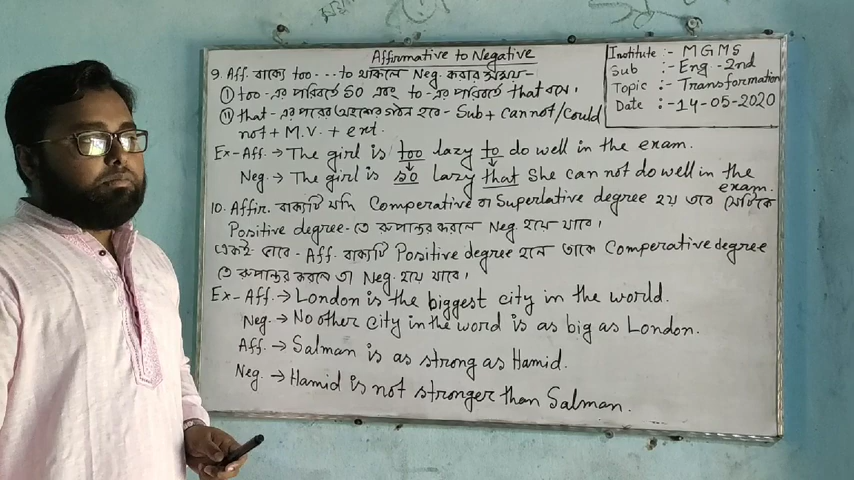 Affirmative to Negative
Institute :- MGMS
Sub :- Eng -2nd
Topic :- Transformation
Date :- 14-05-2020
9. Aff. বাক্যে too ... to থাকলে Neg. করার সময় -
(i) too-এর পরিবর্তে so এবং to-এর পরিবর্তে that বসে।
(ii) that-এর পরের অংশের গঠন হবে- Sub + can not/could
not + M.V. + ext.
Ex- Aff. → The girl is too lazy to do well in the exam.
Neg. → The girl is so lazy that she can not do well in the
exam.
10. Affir. বাক্যটি যদি Comperative বা Superlative degree হয় তবে সেটিকে
Positive degree-তে রূপান্তর করলে Neg. হয়ে যাবে।
একই ভাবে- Aff. বাক্যটি Positive degree হলে তাকে Comperative degree
তে রূপান্তর করলে তা Neg. হয়ে যাবে।
Ex- Aff. → London is the biggest city in the world.
Neg. → No other city in the word is as big as London.
Aff. → Salman is as strong as Hamid.
Neg. → Hamid is not stronger than Salman.